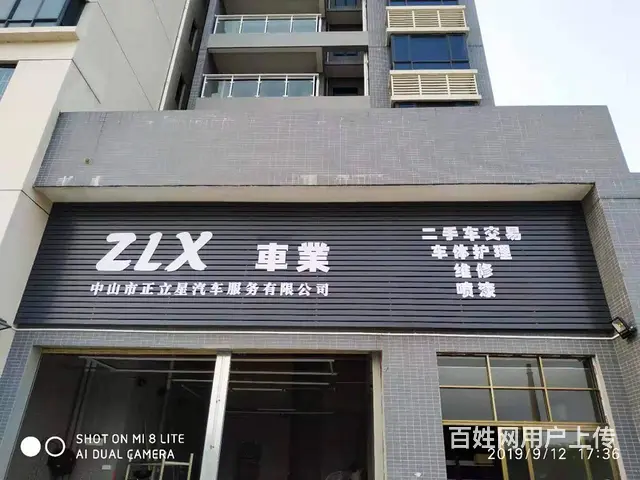 ZLX 車業
中山市正立星汽车服务有限公司
二手车交易
车体护理
维修
喷漆
SHOT ON MI 8 LITE
AI DUAL CAMERA
百姓网用户上传
2019/9/12 17:36